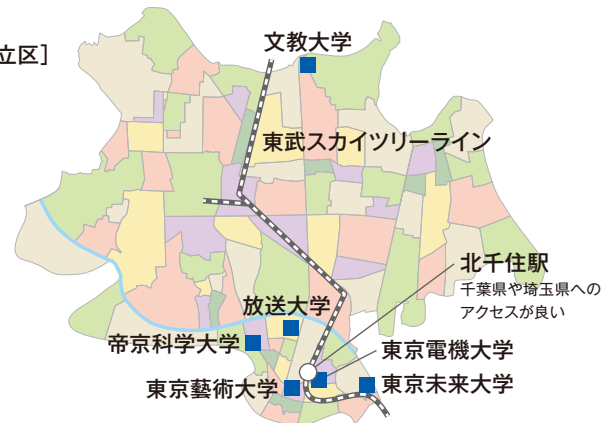 立区]
文教大学
東武スカイツリーライン
北千住駅
千葉県や埼玉県への
アクセスが良い
放送大学
帝京科学大学
東京電機大学
東京藝術大学
東京未来大学